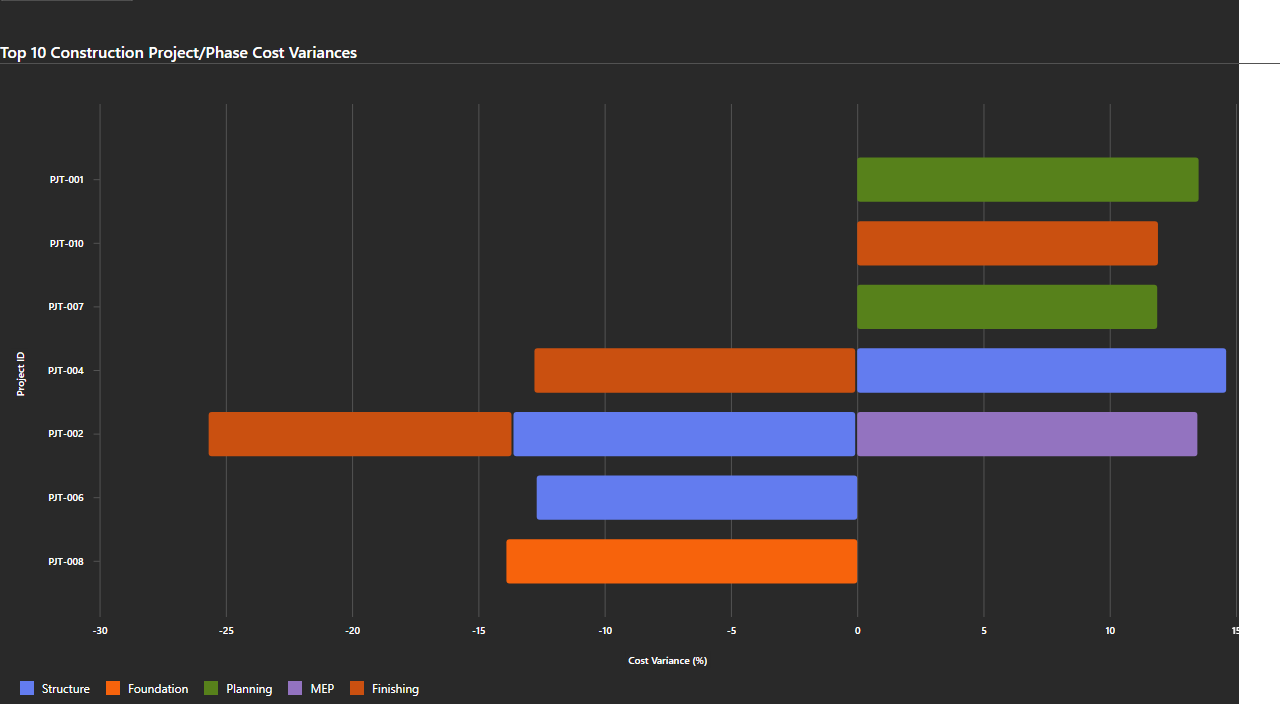 Top 10 Construction Project/Phase Cost Variances
PJT-001
PJT-010
PJT-007
PJT-004
PJT-002
PJT-006
PJT-008
Project ID
-30 -25 -20 -15 -10 -5 0 5 10 15
Cost Variance (%)
Structure Foundation Planning MEP Finishing